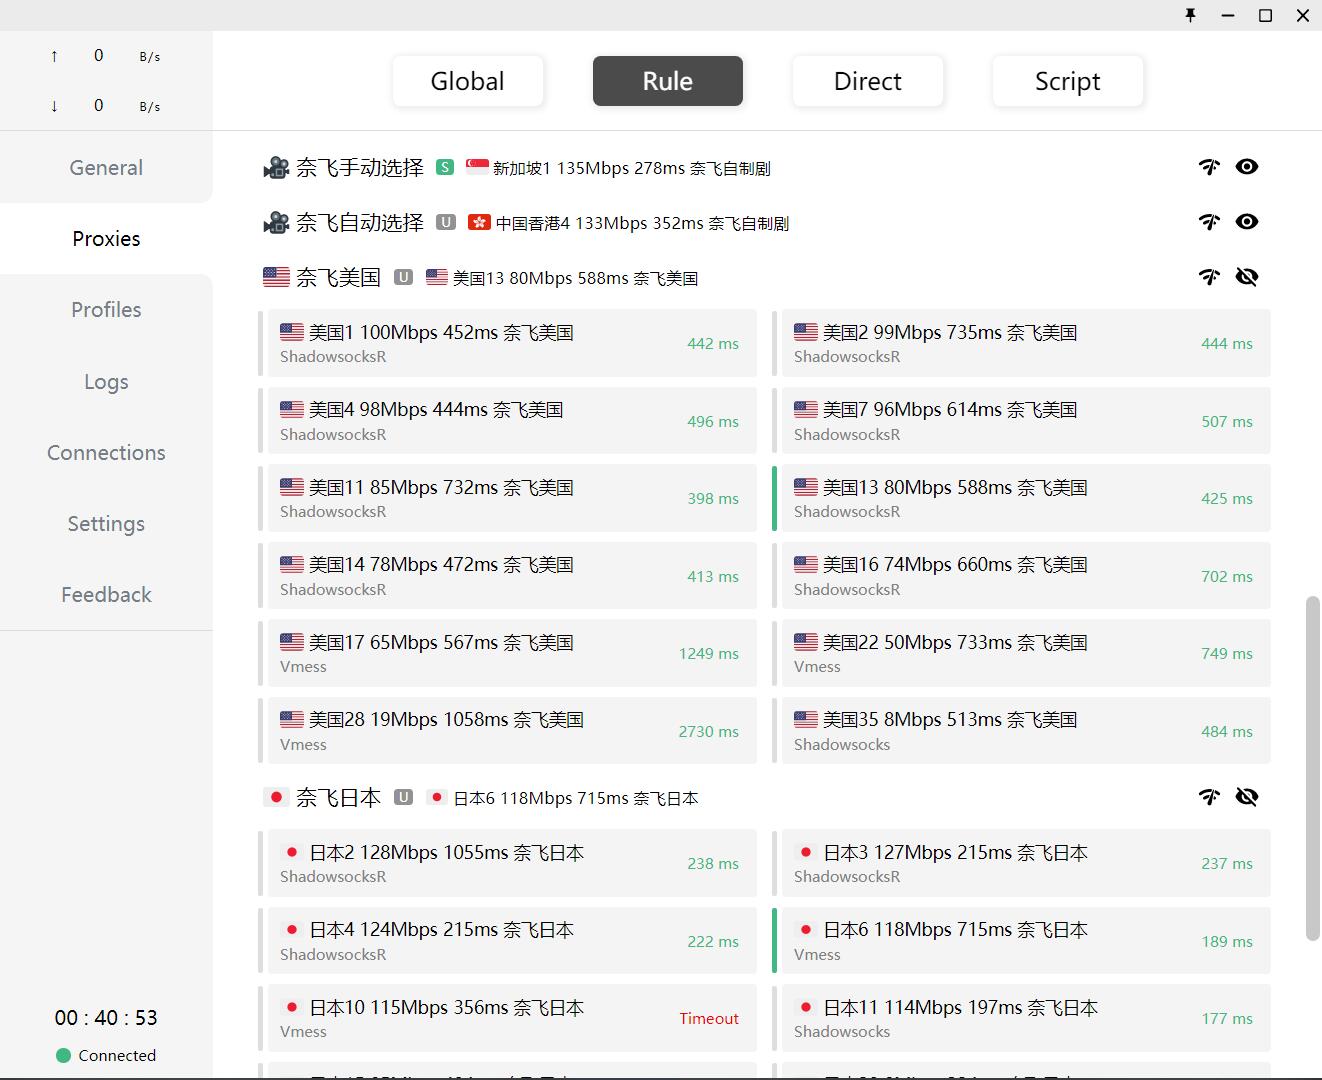 ↑ 0 B/s
↓ 0 B/s
General
Proxies
Profiles
Logs
Connections
Settings
Feedback
00 : 40 : 53
Connected
Global Rule Direct Script
奈飞手动选择 S 新加坡1 135Mbps 278ms 奈飞自制剧
奈飞自动选择 U 中国香港4 133Mbps 352ms 奈飞自制剧
奈飞美国 U 美国13 80Mbps 588ms 奈飞美国
美国1 100Mbps 452ms 奈飞美国
ShadowsocksR
442 ms
美国2 99Mbps 735ms 奈飞美国
ShadowsocksR
444 ms
美国4 98Mbps 444ms 奈飞美国
ShadowsocksR
496 ms
美国7 96Mbps 614ms 奈飞美国
ShadowsocksR
507 ms
美国11 85Mbps 732ms 奈飞美国
ShadowsocksR
398 ms
美国13 80Mbps 588ms 奈飞美国
ShadowsocksR
425 ms
美国14 78Mbps 472ms 奈飞美国
ShadowsocksR
413 ms
美国16 74Mbps 660ms 奈飞美国
ShadowsocksR
702 ms
美国17 65Mbps 567ms 奈飞美国
Vmess
1249 ms
美国22 50Mbps 733ms 奈飞美国
Vmess
749 ms
美国28 19Mbps 1058ms 奈飞美国
Vmess
2730 ms
美国35 8Mbps 513ms 奈飞美国
Shadowsocks
484 ms
奈飞日本 U 日本6 118Mbps 715ms 奈飞日本
日本2 128Mbps 1055ms 奈飞日本
ShadowsocksR
238 ms
日本3 127Mbps 215ms 奈飞日本
ShadowsocksR
237 ms
日本4 124Mbps 215ms 奈飞日本
ShadowsocksR
222 ms
日本6 118Mbps 715ms 奈飞日本
Vmess
189 ms
日本10 115Mbps 356ms 奈飞日本
Vmess
Timeout
日本11 114Mbps 197ms 奈飞日本
Shadowsocks
177 ms